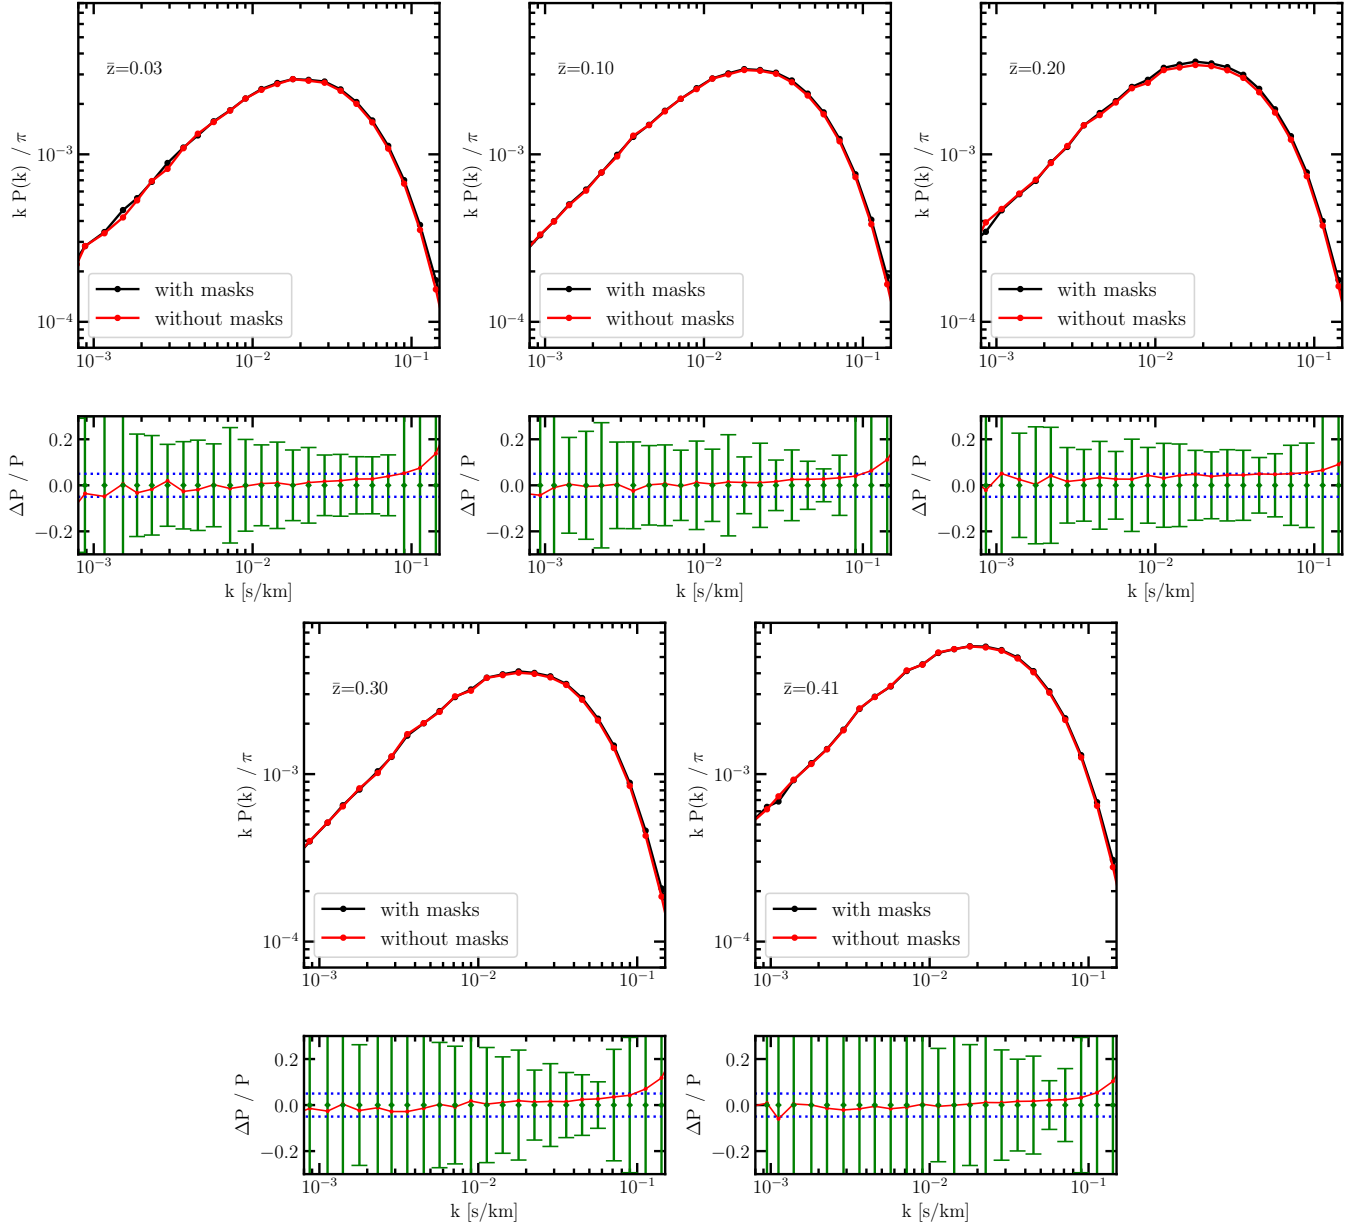 z̄=0.03
k P(k) / π
10⁻³
10⁻⁴
with masks
without masks
10⁻³ 10⁻² 10⁻¹
z̄=0.10
k P(k) / π
10⁻³
10⁻⁴
with masks
without masks
10⁻³ 10⁻² 10⁻¹
z̄=0.20
k P(k) / π
10⁻³
10⁻⁴
with masks
without masks
10⁻³ 10⁻² 10⁻¹
ΔP / P
0.2
0.0
−0.2
10⁻³ 10⁻² 10⁻¹
k [s/km]
ΔP / P
0.2
0.0
−0.2
10⁻³ 10⁻² 10⁻¹
k [s/km]
ΔP / P
0.2
0.0
−0.2
10⁻³ 10⁻² 10⁻¹
k [s/km]
z̄=0.30
k P(k) / π
10⁻³
10⁻⁴
with masks
without masks
10⁻³ 10⁻² 10⁻¹
z̄=0.41
k P(k) / π
10⁻³
10⁻⁴
with masks
without masks
10⁻³ 10⁻² 10⁻¹
ΔP / P
0.2
0.0
−0.2
10⁻³ 10⁻² 10⁻¹
k [s/km]
ΔP / P
0.2
0.0
−0.2
10⁻³ 10⁻² 10⁻¹
k [s/km]